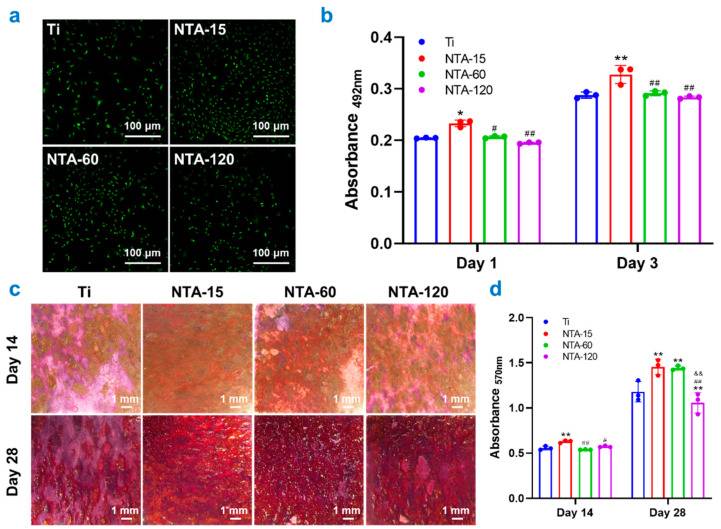 a
Ti
NTA-15
100 μm
100 μm
NTA-60
NTA-120
100 μm
100 μm
b
Absorbance 492nm
0.4
0.3
0.2
0.1
0.0
Ti
NTA-15
NTA-60
NTA-120
*
#
##
**
##
##
Day 1
Day 3
c
Ti
NTA-15
NTA-60
NTA-120
Day 14
1 mm
1 mm
1 mm
1 mm
Day 28
1 mm
1 mm
1 mm
1 mm
d
Absorbance 570nm
2.0
1.5
1.0
0.5
0.0
Ti
NTA-15
NTA-60
NTA-120
**
##
#
**
**
&&
##
**
Day 14
Day 28